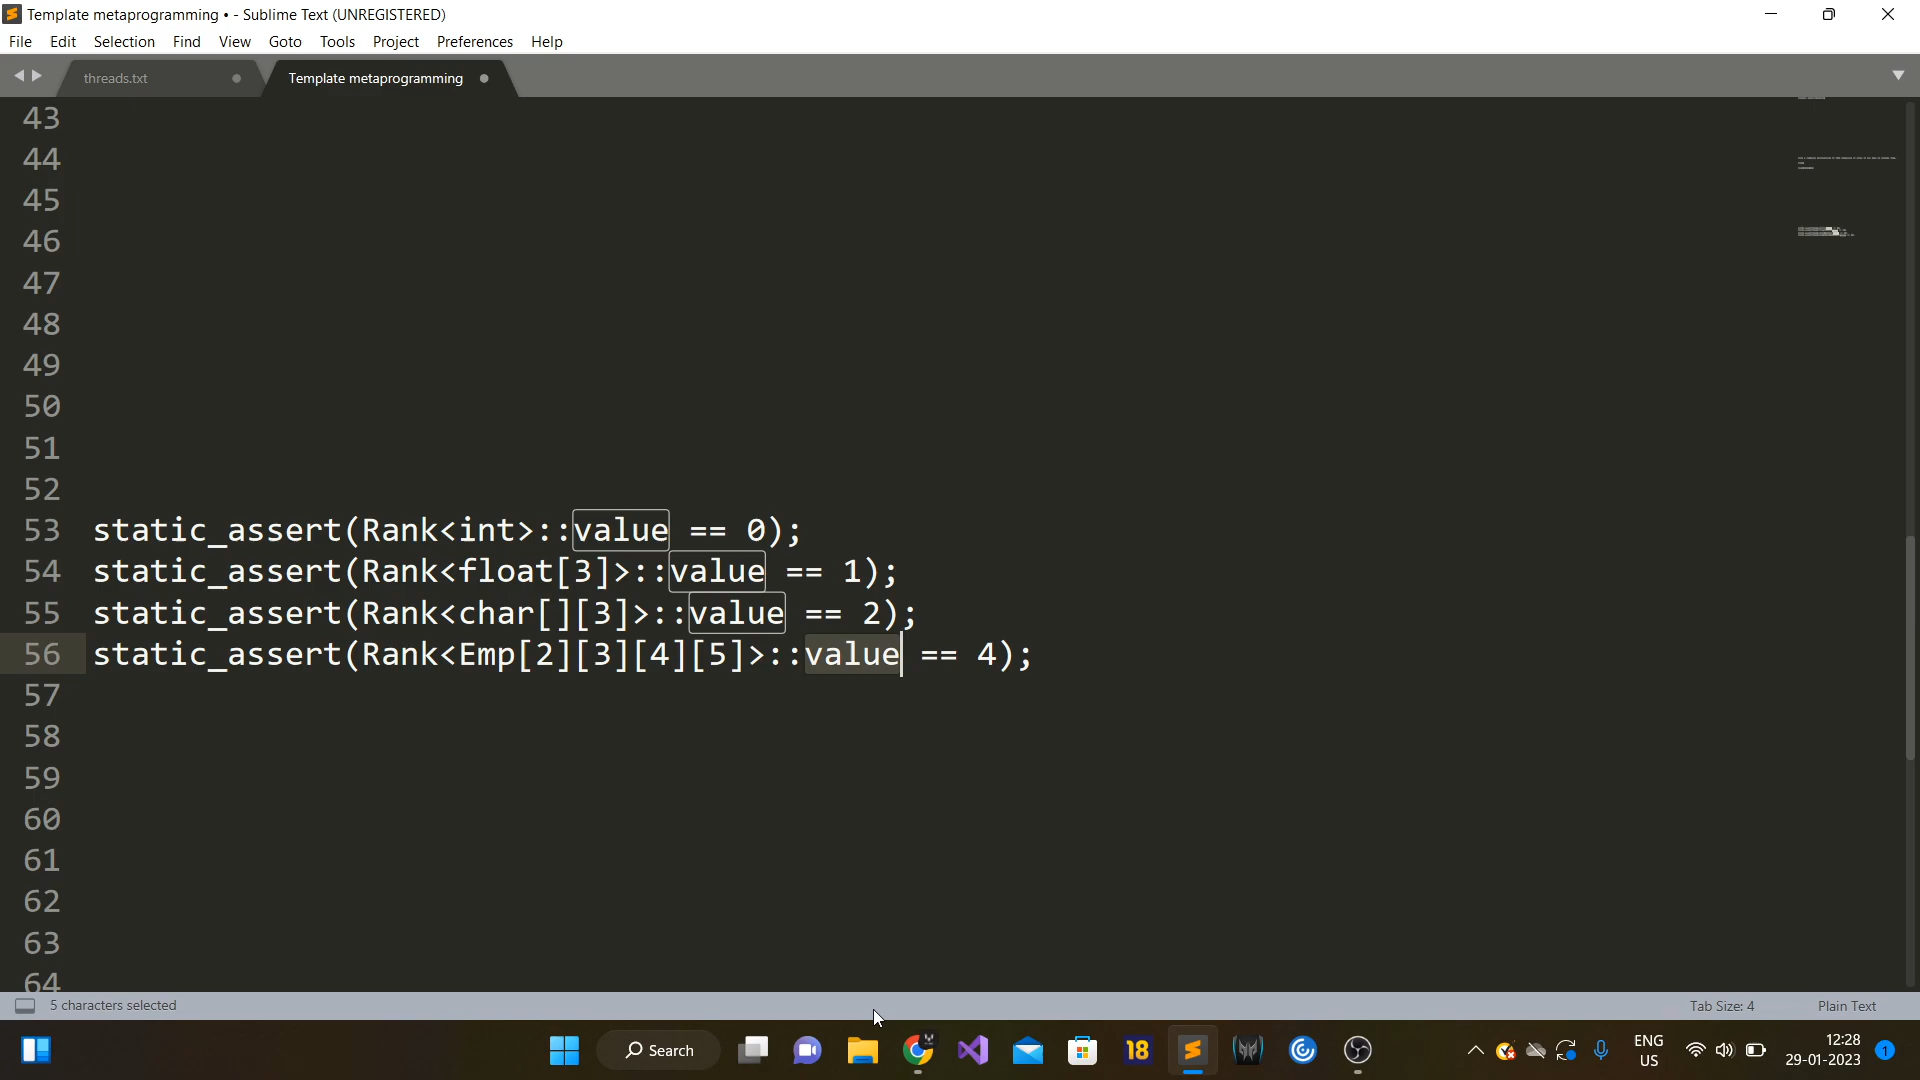 Template metaprogramming • - Sublime Text (UNREGISTERED)
File Edit Selection Find View Goto Tools Project Preferences Help
threads.txt Template metaprogramming
43
44
45
46
47
48
49
50
51
52
53 static_assert(Rank<int>::value == 0);
54 static_assert(Rank<float[3]>::value == 1);
55 static_assert(Rank<char[][3]>::value == 2);
56 static_assert(Rank<Emp[2][3][4][5]>::value == 4);
57
58
59
60
61
62
63
64
5 characters selected Tab Size: 4 Plain Text
Search 18 ENG 12:28
US 29-01-2023 1